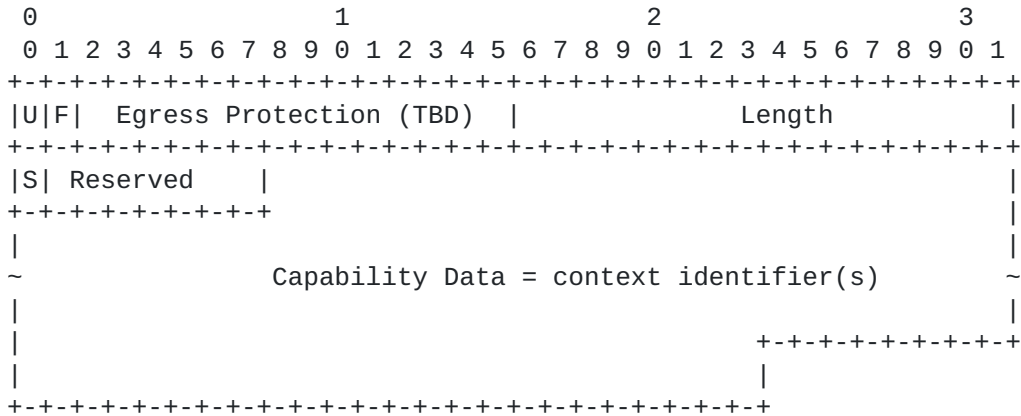 0                   1                   2                   3
 0 1 2 3 4 5 6 7 8 9 0 1 2 3 4 5 6 7 8 9 0 1 2 3 4 5 6 7 8 9 0 1
+-+-+-+-+-+-+-+-+-+-+-+-+-+-+-+-+-+-+-+-+-+-+-+-+-+-+-+-+-+-+-+-+
|U|F|  Egress Protection (TBD)  |              Length           |
+-+-+-+-+-+-+-+-+-+-+-+-+-+-+-+-+-+-+-+-+-+-+-+-+-+-+-+-+-+-+-+-+
|S| Reserved    |                                               |
+-+-+-+-+-+-+-+-+                                               |
|                                                               |
~                Capability Data = context identifier(s)        ~
|                                                               |
|                                               +-+-+-+-+-+-+-+-+
|                                               |
+-+-+-+-+-+-+-+-+-+-+-+-+-+-+-+-+-+-+-+-+-+-+-+-+